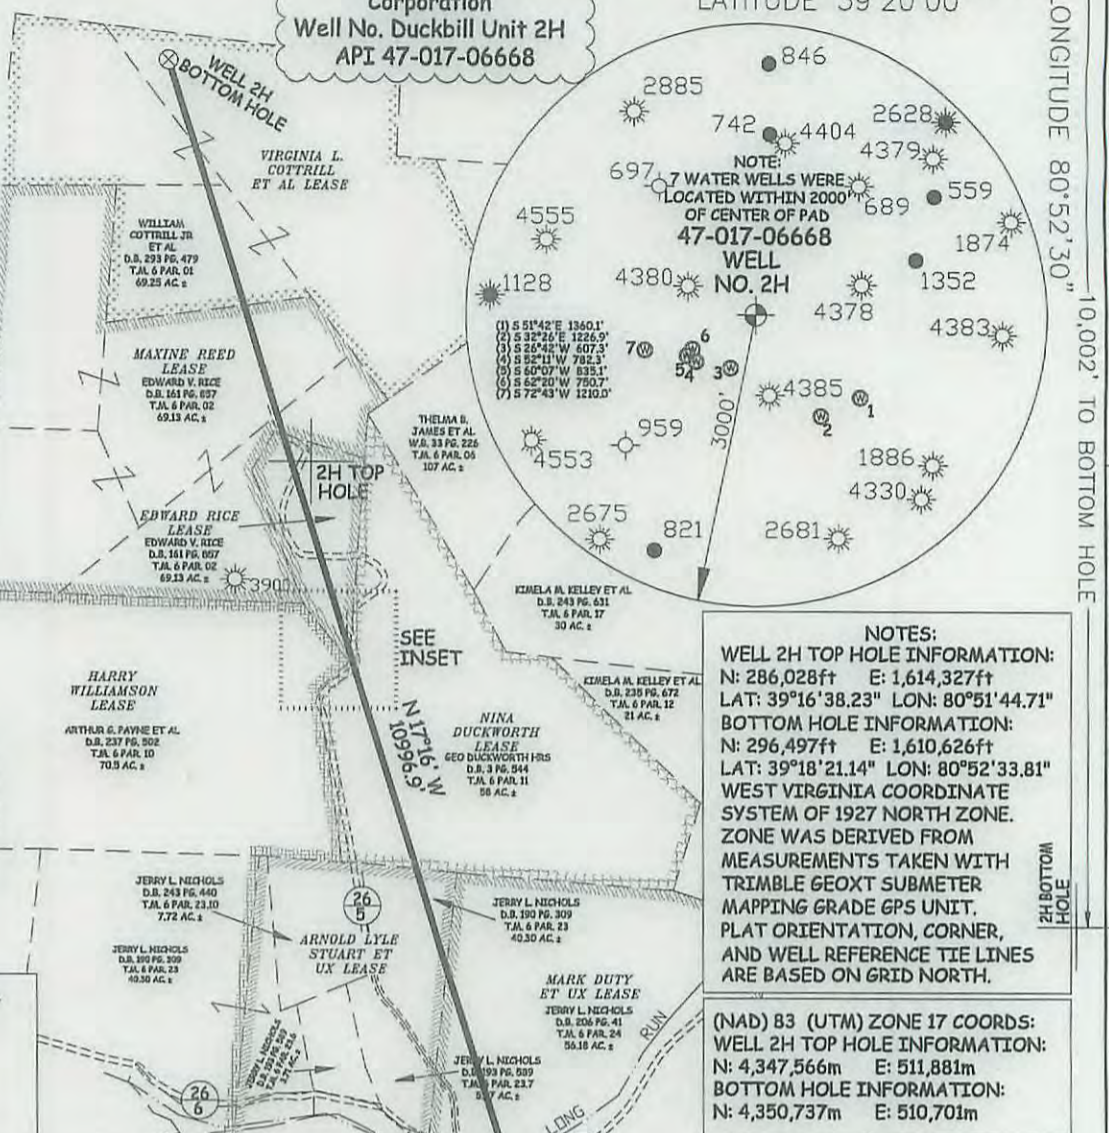 Corporation
Well No. Duckbill Unit 2H
API 47-017-06668
LATITUDE 39°20'00"
LONGITUDE 80°52'30"
10,002' TO BOTTOM HOLE
2H BOTTOM
HOLE
WELL 2H
BOTTOM HOLE
VIRGINIA L.
COTTRILL
ET AL LEASE
WILLIAM
COTTRILL JR
ET AL
D.B. 293 PG. 479
T.M. 6 PAR. 01
69.25 AC. ±
MAXINE REED
LEASE
EDWARD V. RICE
D.B. 161 PG. 657
T.M. 6 PAR. 02
69.13 AC. ±
THELMA B.
JAMES ET AL
W.B. 33 PG. 226
T.M. 6 PAR. 06
107 AC. ±
2H TOP
HOLE
EDWARD RICE
LEASE
EDWARD V. RICE
D.B. 161 PG. 657
T.M. 6 PAR. 02
69.13 AC. ±
3900
KIMELA M. KELLEY ET AL
D.B. 243 PG. 631
T.M. 6 PAR. 17
30 AC. ±
SEE
INSET
KIMELA M. KELLEY ET AL
D.B. 235 PG. 672
T.M. 6 PAR. 12
21 AC. ±
HARRY
WILLIAMSON
LEASE
ARTHUR G. PAYNE ET AL
D.B. 237 PG. 502
T.M. 6 PAR. 10
70.5 AC. ±
N 17°16' W
10996.9'
NINA
DUCKWORTH
LEASE
GEO DUCKWORTH HRS
D.B. 3 PG. 544
T.M. 6 PAR. 11
58 AC. ±
JERRY L. NICHOLS
D.B. 243 PG. 440
T.M. 6 PAR. 23.10
7.72 AC. ±
JERRY L. NICHOLS
D.B. 190 PG. 309
T.M. 6 PAR. 23
40.30 AC. ±
26
5
ARNOLD LYLE
STUART ET
UX LEASE
JERRY L. NICHOLS
D.B. 190 PG. 309
T.M. 6 PAR. 23
40.30 AC. ±
MARK DUTY
ET UX LEASE
JERRY L. NICHOLS
D.B. 206 PG. 41
T.M. 6 PAR. 24
56.18 AC. ±
JERRY L. NICHOLS
D.B. 193 PG. 589
T.M. 6 PAR. 23.7
AC. ±
JERRY L. NICHOLS
26
6
LONG
RUN
846
2885
742
4404
2628
4379
697
689
559
4555
1874
1128
4380
1352
4378
4383
NOTE:
7 WATER WELLS WERE
LOCATED WITHIN 2000'
OF CENTER OF PAD
47-017-06668
WELL
NO. 2H
(1) S 51°42'E 1360.1'
(2) S 32°26'E 1226.9'
(3) S 26°42'W 607.3'
(4) S 52°11'W 782.3'
(5) S 60°07'W 835.1'
(6) S 62°20'W 750.7'
(7) S 72°43'W 1210.0'
7
6
5
4
3
2
1
4385
3000'
959
4553
1886
4330
2675
821
2681
NOTES:
WELL 2H TOP HOLE INFORMATION:
N: 286,028ft E: 1,614,327ft
LAT: 39°16'38.23" LON: 80°51'44.71"
BOTTOM HOLE INFORMATION:
N: 296,497ft E: 1,610,626ft
LAT: 39°18'21.14" LON: 80°52'33.81"
WEST VIRGINIA COORDINATE
SYSTEM OF 1927 NORTH ZONE.
ZONE WAS DERIVED FROM
MEASUREMENTS TAKEN WITH
TRIMBLE GEOXT SUBMETER
MAPPING GRADE GPS UNIT.
PLAT ORIENTATION, CORNER,
AND WELL REFERENCE TIE LINES
ARE BASED ON GRID NORTH.
(NAD) 83 (UTM) ZONE 17 COORDS:
WELL 2H TOP HOLE INFORMATION:
N: 4,347,566m E: 511,881m
BOTTOM HOLE INFORMATION:
N: 4,350,737m E: 510,701m